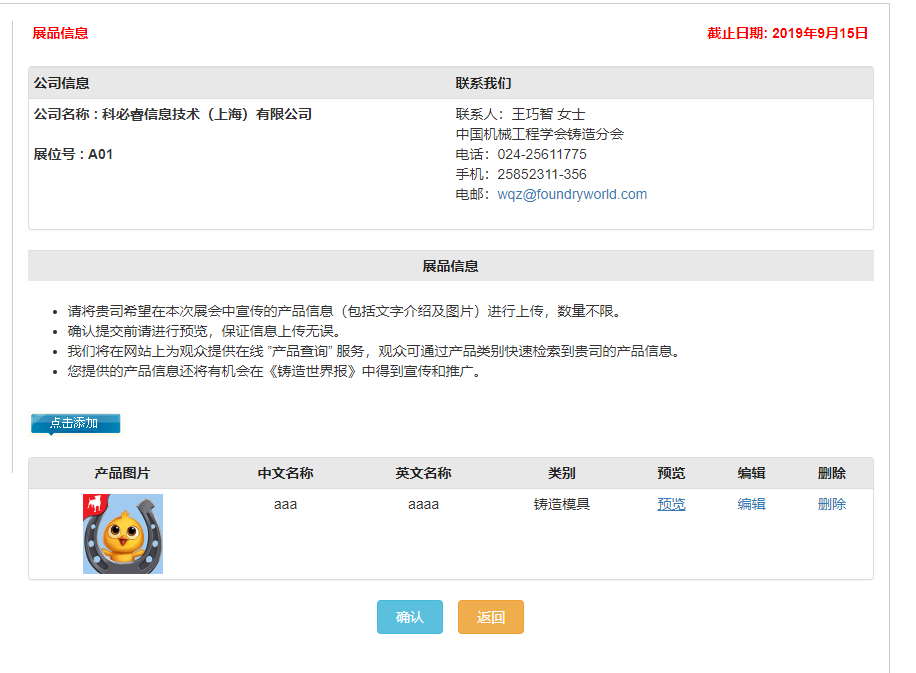 展品信息 截止日期: 2019年9月15日
公司信息 联系我们
公司名称 : 科必睿信息技术（上海）有限公司
展位号 : A01
联系人：王巧智 女士
中国机械工程学会铸造分会
电话：024-25611775
手机：25852311-356
电邮：wqz@foundryworld.com
展品信息
请将贵司希望在本次展会中宣传的产品信息（包括文字介绍及图片）进行上传，数量不限。
确认提交前请进行预览，保证信息上传无误。
我们将在网站上为观众提供在线 "产品查询" 服务，观众可通过产品类别快速检索到贵司的产品信息。
您提供的产品信息还将有机会在《铸造世界报》中得到宣传和推广。
点击添加
产品图片 中文名称 英文名称 类别 预览 编辑 删除
aaa aaaa 铸造模具 预览 编辑 删除
确认 返回